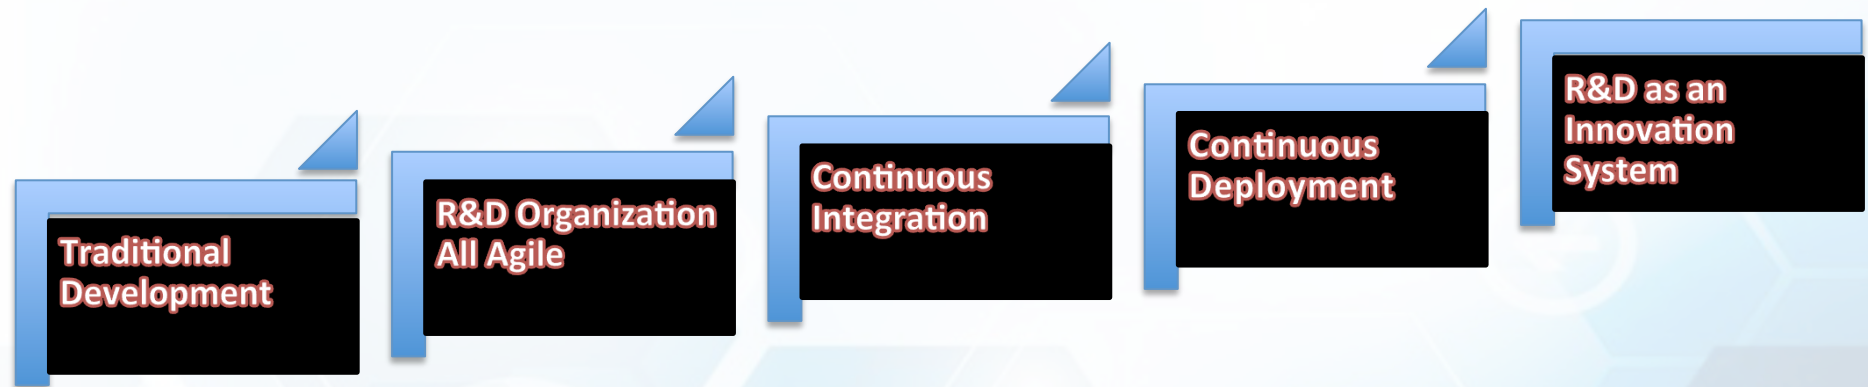 Traditional
Development
R&D Organization
All Agile
Continuous
Integration
Continuous
Deployment
R&D as an
Innovation
System